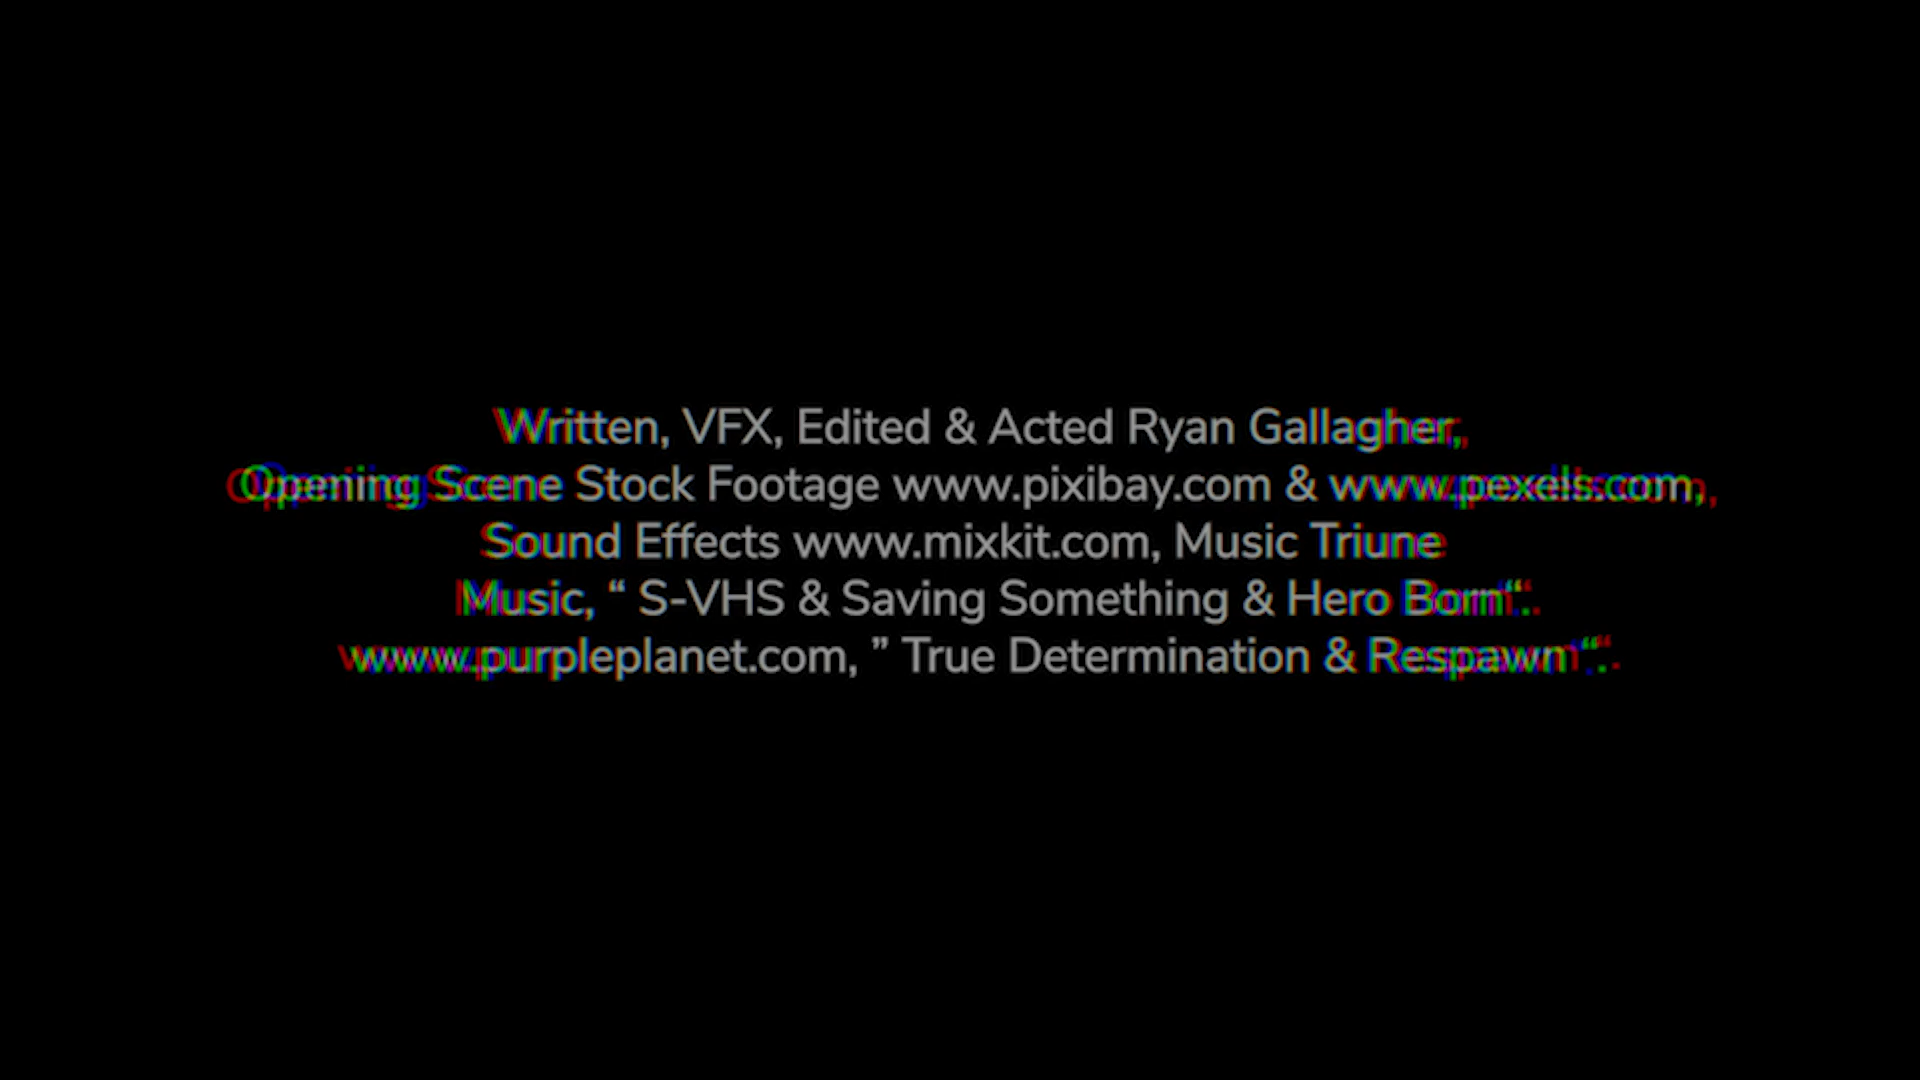 Written, VFX, Edited & Acted Ryan Gallagher,
Opening Scene Stock Footage www.pixibay.com & www.pexels.com,
Sound Effects www.mixkit.com, Music Triune
Music, “ S-VHS & Saving Something & Hero Born“.
www.purpleplanet.com, ” True Determination & Respawn “.